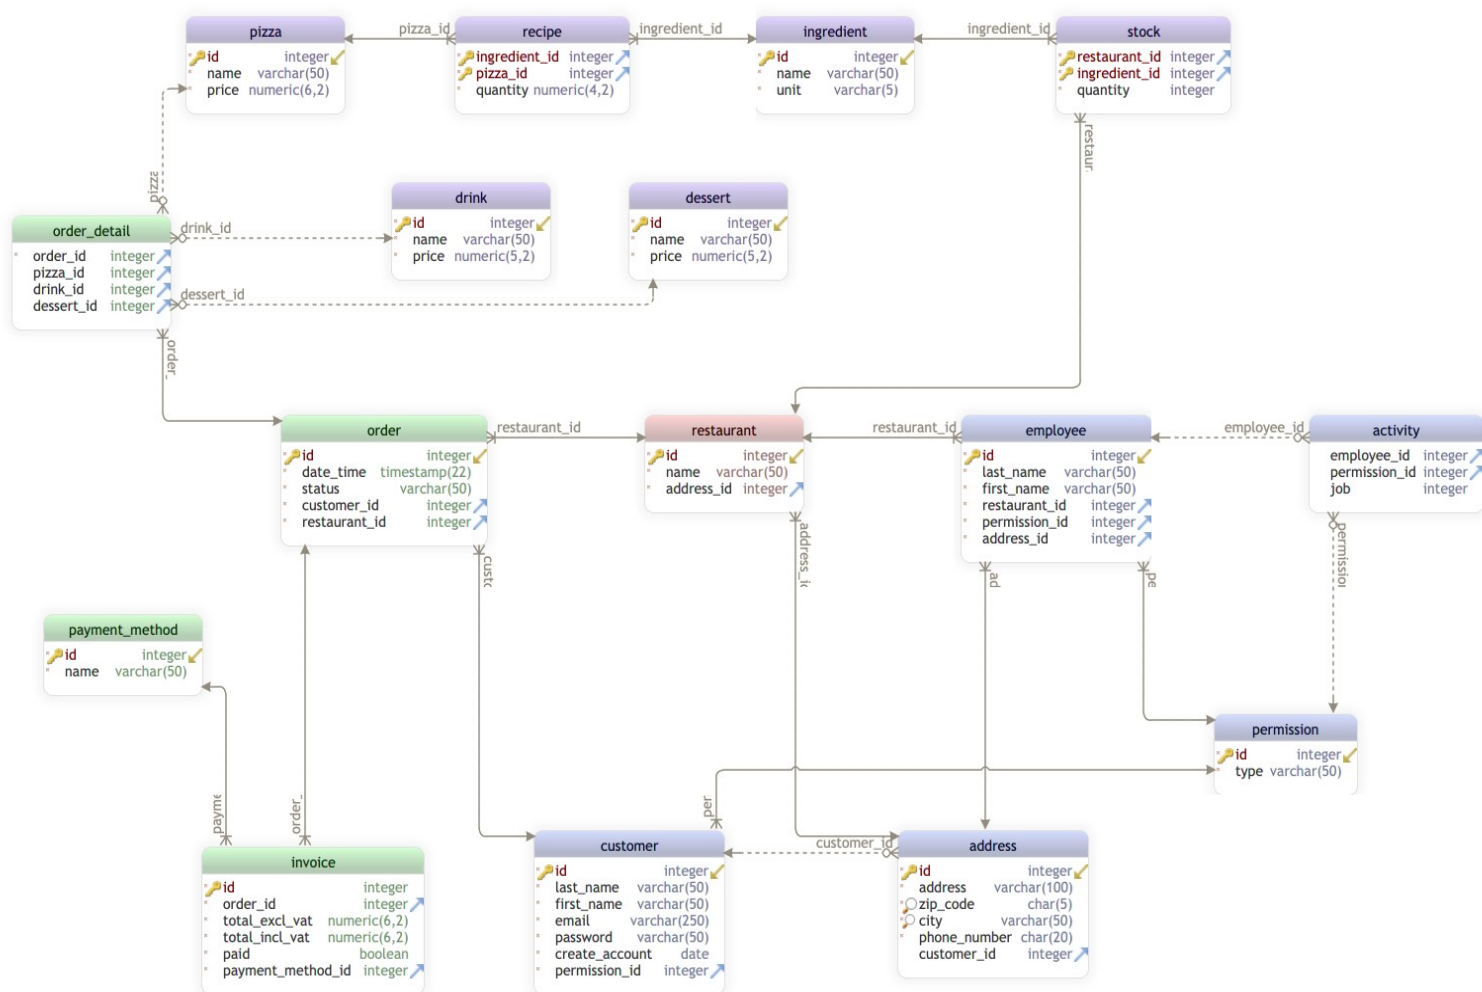 pizza_id
ingredient_id
ingredient_id
pizza
id integer
name varchar(50)
price numeric(6,2)
recipe
ingredient_id integer
pizza_id integer
quantity numeric(4,2)
ingredient
id integer
name varchar(50)
unit varchar(5)
stock
restaurant_id integer
ingredient_id integer
quantity integer
restaur
pizza
drink
id integer
name varchar(50)
price numeric(5,2)
dessert
id integer
name varchar(50)
price numeric(5,2)
order_detail
order_id integer
pizza_id integer
drink_id integer
dessert_id integer
drink_id
dessert_id
order_
order
id integer
date_time timestamp(22)
status varchar(50)
customer_id integer
restaurant_id integer
restaurant_id
restaurant
id integer
name varchar(50)
address_id integer
restaurant_id
employee
id integer
last_name varchar(50)
first_name varchar(50)
restaurant_id integer
permission_id integer
address_id integer
employee_id
activity
employee_id integer
permission_id integer
job integer
custo
address_i
ad
pe
permission
payment_method
id integer
name varchar(50)
permission
id integer
type varchar(50)
payme
order_
per
customer_id
invoice
id integer
order_id integer
total_excl_vat numeric(6,2)
total_incl_vat numeric(6,2)
paid boolean
payment_method_id integer
customer
id integer
last_name varchar(50)
first_name varchar(50)
email varchar(250)
password varchar(50)
create_account date
permission_id integer
address
id integer
address varchar(100)
zip_code char(5)
city varchar(50)
phone_number char(20)
customer_id integer